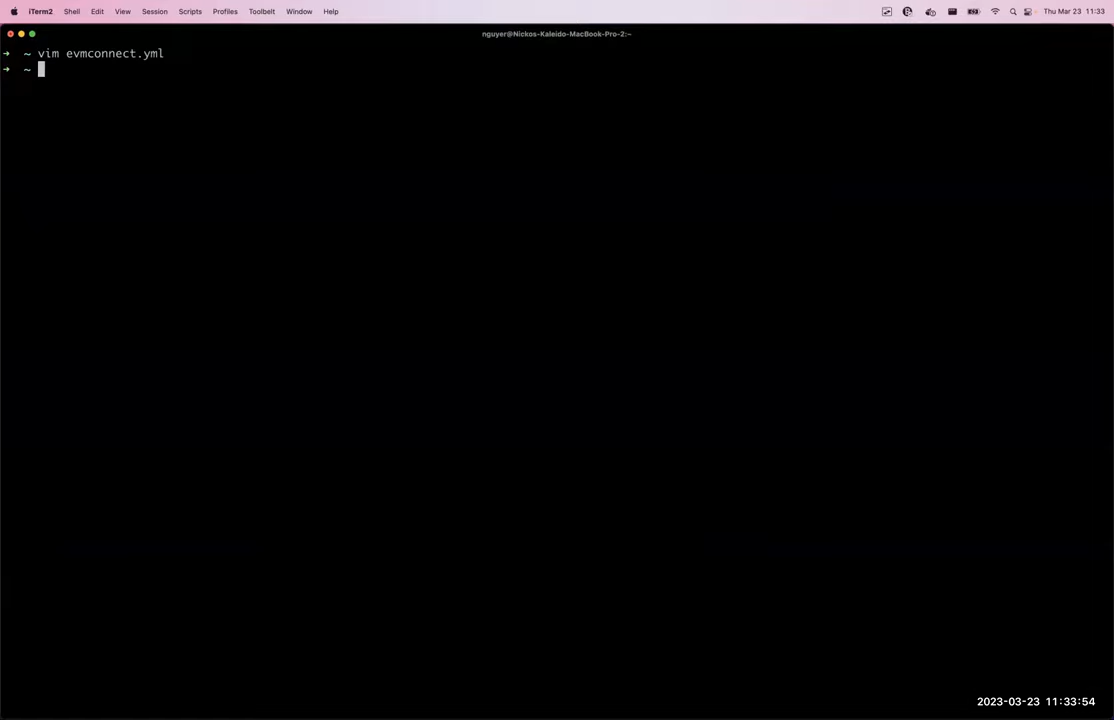 iTerm2 Shell Edit View Session Scripts Profiles Toolbelt Window Help Thu Mar 23 11:33
nguyer@Nickos-Kaleido-MacBook-Pro-2:~
➜ ~ vim evmconnect.yml
➜ ~
2023-03-23 11:33:54